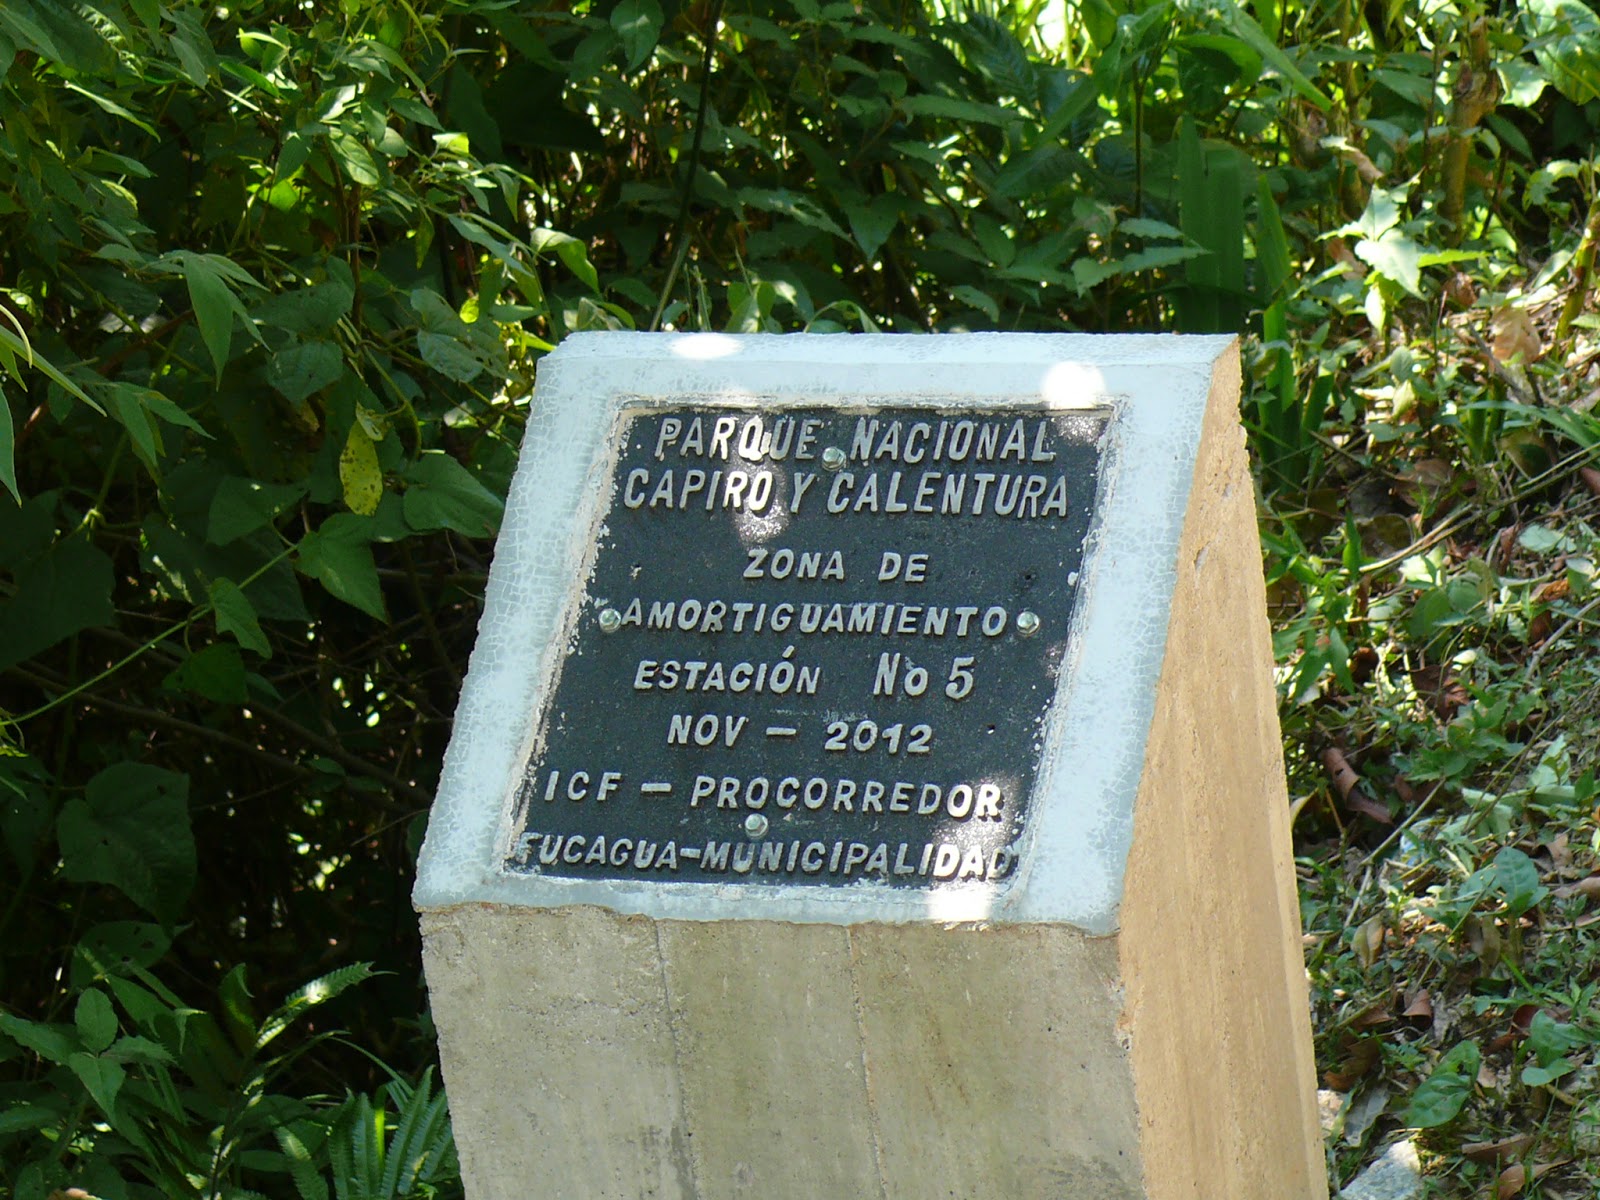 PARQUE NACIONAL
CAPIRO Y CALENTURA
ZONA DE
AMORTIGUAMIENTO
ESTACIÓN No 5
NOV - 2012
ICF - PROCORREDOR
FUCAGUA-MUNICIPALIDAD